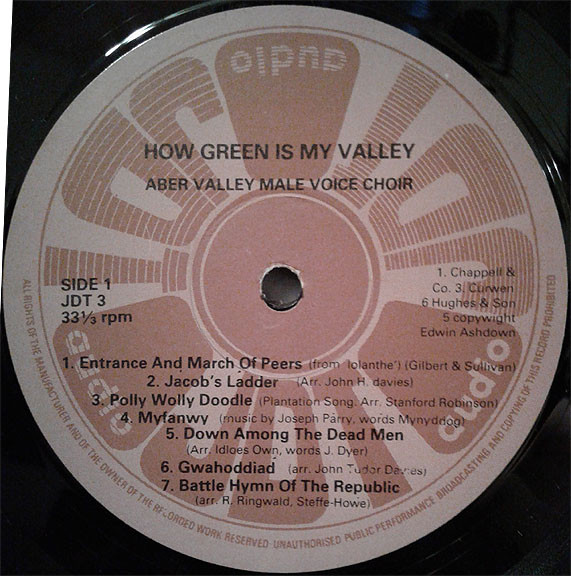 audio
HOW GREEN IS MY VALLEY
ABER VALLEY MALE VOICE CHOIR
SIDE 1
JDT 3
33⅓ rpm
1. Chappell &
Co. 3. Curwen
6 Hughes & Son
5 copywight
Edwin Ashdown
1. Entrance And March Of Peers (from 'Iolanthe') (Gilbert & Sullivan)
2. Jacob's Ladder (Arr. John H. davies)
3. Polly Wolly Doodle (Plantation Song, Arr. Stanford Robinson)
4. Myfanwy (music by Joseph Parry, words Mynyddog)
5. Down Among The Dead Men
(Arr. Idloes Own, words J. Dyer)
6. Gwahoddiad (arr. John Tudor Davies)
7. Battle Hymn Of The Republic
(arr. R. Ringwald, Steffe-Howe)
audio
audio
ALL RIGHTS OF THE MANUFACTURER AND OF THE OWNER OF THE RECORDED WORK RESERVED UNAUTHORISED PUBLIC PERFORMANCE BROADCASTING AND COPYING OF THIS RECORD PROHIBITED